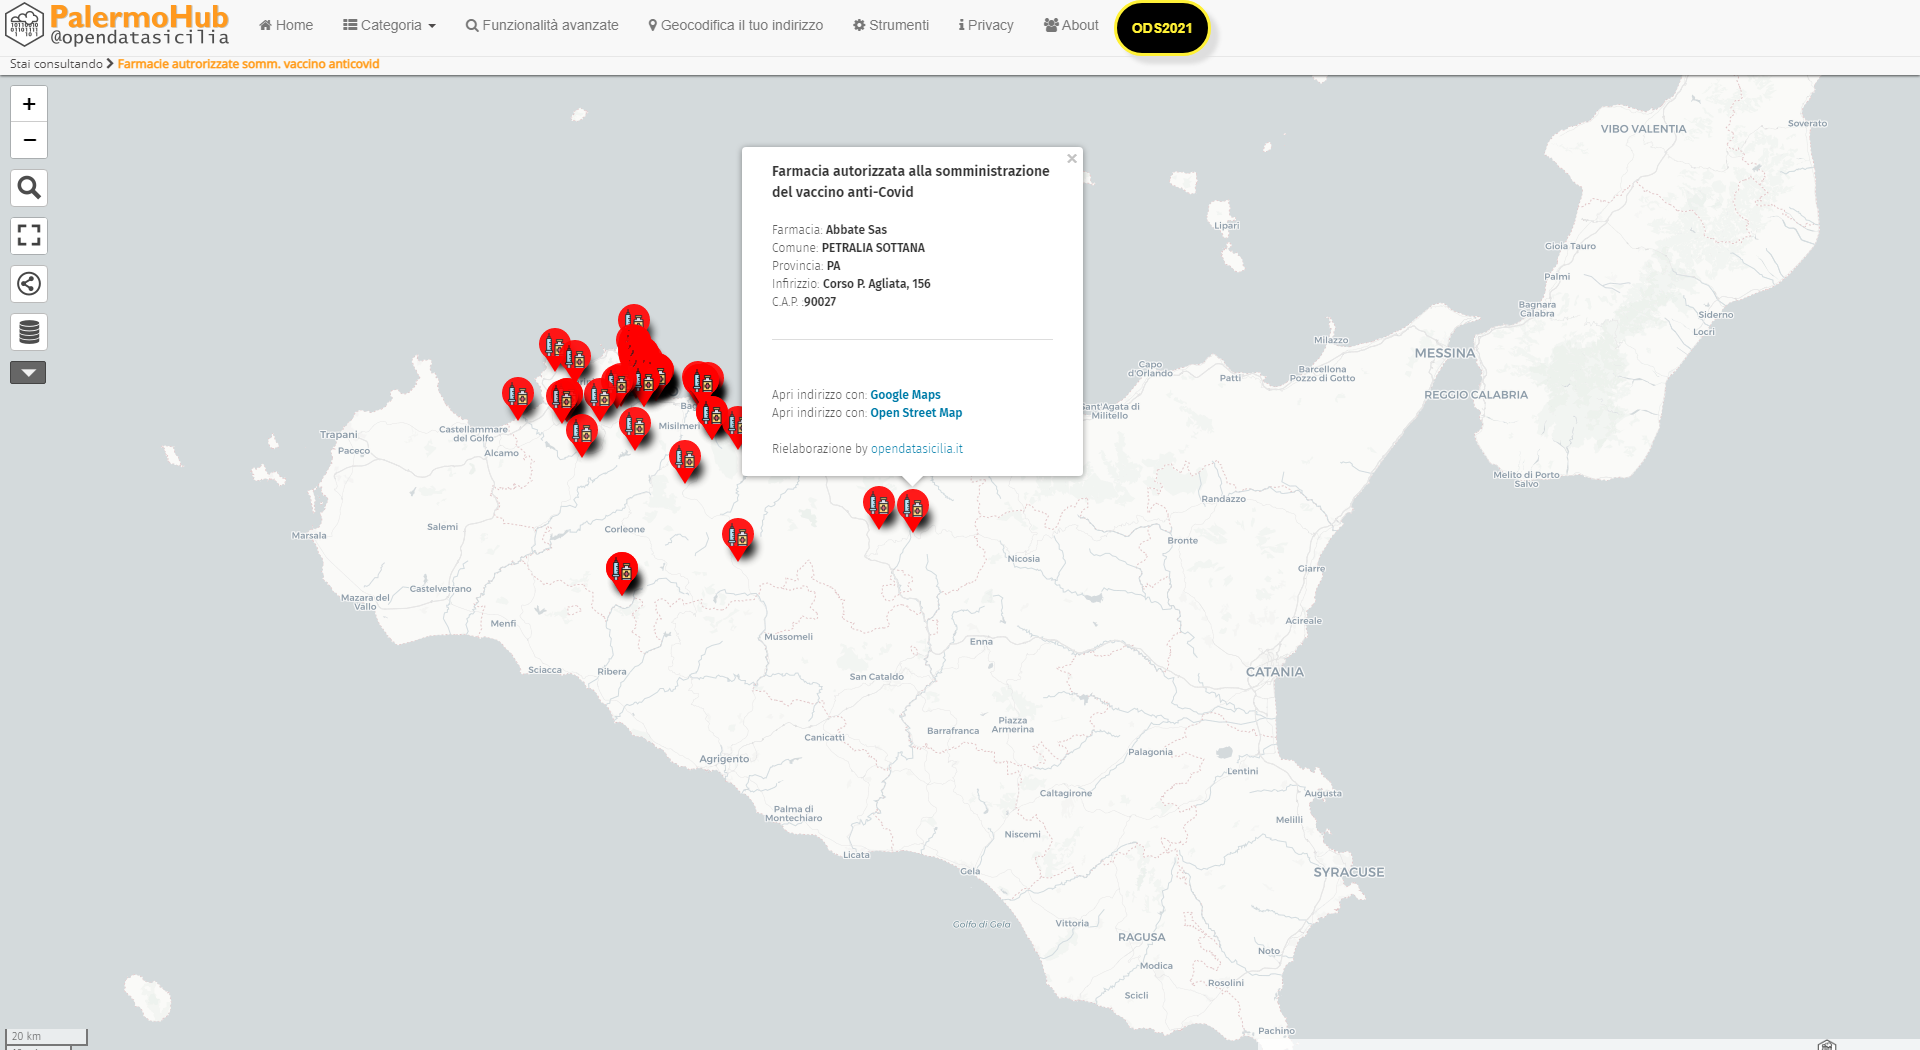 PalermoHub
@opendatasicilia
Home
Categoria
Funzionalità avanzate
Geocodifica il tuo indirizzo
Strumenti
Privacy
About
ODS2021
Stai consultando
Farmacie autrorizzate somm. vaccino anticovid
+
−
Farmacia autorizzata alla somministrazione
del vaccino anti-Covid
×
Farmacia: Abbate Sas
Comune: PETRALIA SOTTANA
Provincia: PA
Infirizzio: Corso P. Agliata, 156
C.A.P. :90027
Apri indirizzo con: Google Maps
Apri indirizzo con: Open Street Map
Rielaborazione by opendatasicilia.it
Soverato
VIBO VALENTIA
Lipari
Gioia Tauro
Palmi
Bagnara
Calabra
Siderno
Locri
Milazzo
MESSINA
Capo
d'Orlando
Patti
Barcellona
Pozzo di Gotto
REGGIO CALABRIA
Sant'Agata di
Militello
Misilmeri
Castellammare
del Golfo
Trapani
Paceco
Alcamo
Melito di Porto
Salvo
Randazzo
Salemi
Corleone
Marsala
Bronte
Nicosia
Giarre
Castelvetrano
Mazara del
Vallo
Menfi
Acireale
Mussomeli
Enna
Sciacca
Ribera
San Cataldo
CATANIA
Piazza
Armerina
Barrafranca
Canicattì
Palagonia
Agrigento
Lentini
Caltagirone
Augusta
Palma di
Montechiaro
Melilli
Niscemi
Licata
Gela
SYRACUSE
Golfo di Gela
Vittoria
RAGUSA
Noto
Modica
Rosolini
Scicli
Pachino
20 km